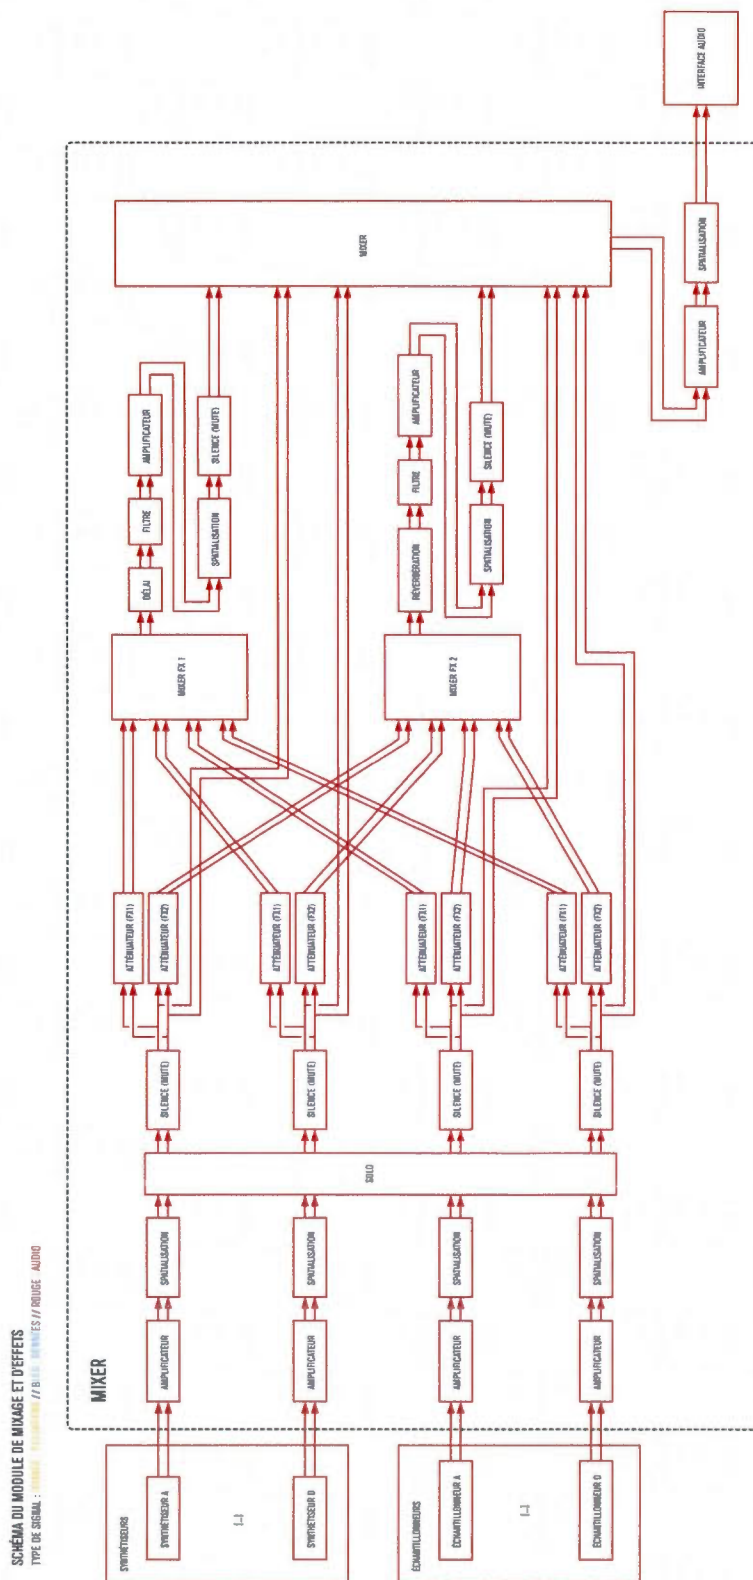 SCHÉMA DU MODULE DE MIXAGE ET D'EFFETS
TYPE DE SIGNAL : // // ROUGE AUDIO
MIXER
SYNTHÉTISEURS
SYNTHÉTISEUR A
[...]
SYNTHÉTISEUR D
ÉCHANTILLONNEURS
ÉCHANTILLONNEUR A
[...]
ÉCHANTILLONNEUR D
AMPLIFICATEUR
AMPLIFICATEUR
AMPLIFICATEUR
AMPLIFICATEUR
SPATIALISATION
SPATIALISATION
SPATIALISATION
SPATIALISATION
SOLO
SILENCE (MUTE)
SILENCE (MUTE)
SILENCE (MUTE)
SILENCE (MUTE)
ATTÉNUATEUR (FX1)
ATTÉNUATEUR (FX2)
ATTÉNUATEUR (FX1)
ATTÉNUATEUR (FX2)
ATTÉNUATEUR (FX1)
ATTÉNUATEUR (FX2)
ATTÉNUATEUR (FX1)
ATTÉNUATEUR (FX2)
MIXER FX 1
MIXER FX 2
DÉLAI
FILTRE
AMPLIFICATEUR
SPATIALISATION
SILENCE (MUTE)
RÉVERBÉRATION
FILTRE
AMPLIFICATEUR
SPATIALISATION
SILENCE (MUTE)
MIXER
AMPLIFICATEUR
SPATIALISATION
INTERFACE AUDIO